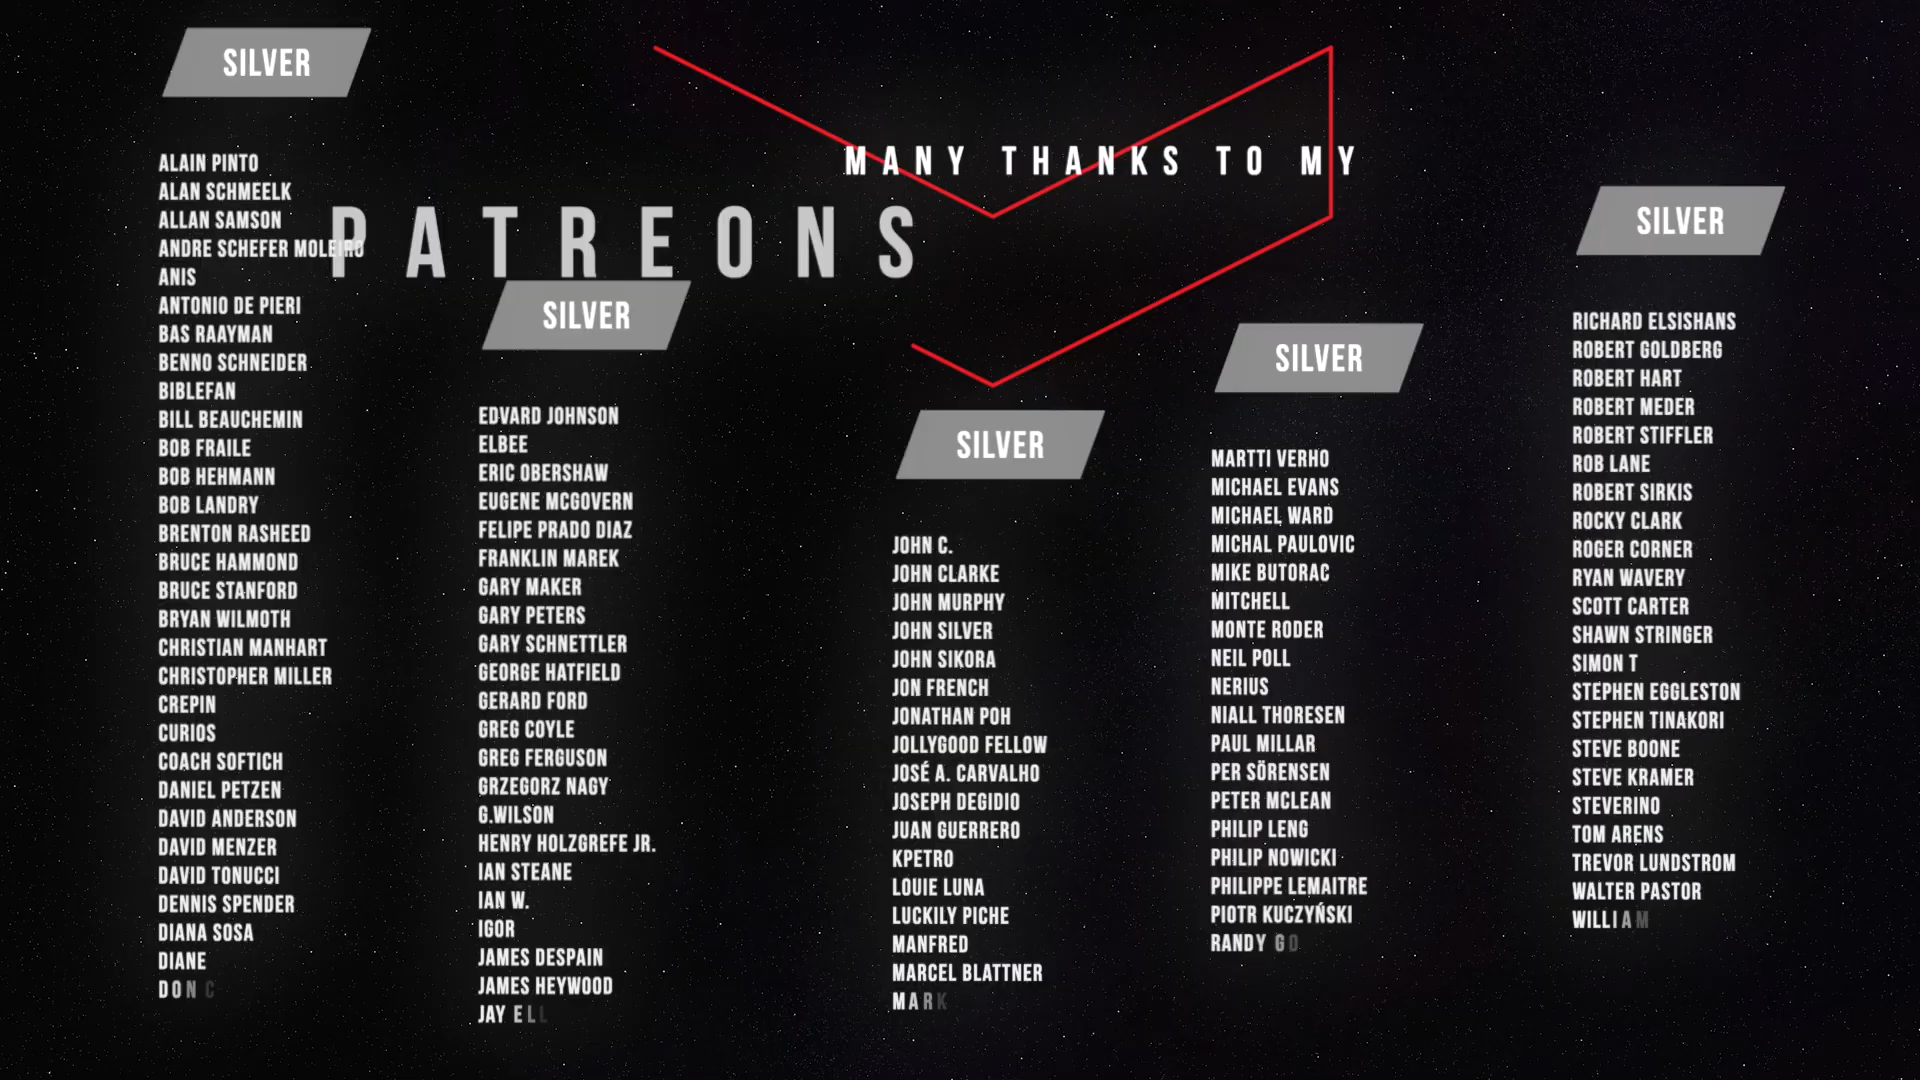 MANY THANKS TO MY
PATREONS
SILVER
ALAIN PINTO
ALAN SCHMEELK
ALLAN SAMSON
ANDRE SCHEFER MOLEIRO
ANIS
ANTONIO DE PIERI
BAS RAAYMAN
BENNO SCHNEIDER
BIBLEFAN
BILL BEAUCHEMIN
BOB FRAILE
BOB HEHMANN
BOB LANDRY
BRENTON RASHEED
BRUCE HAMMOND
BRUCE STANFORD
BRYAN WILMOTH
CHRISTIAN MANHART
CHRISTOPHER MILLER
CREPIN
CURIOS
COACH SOFTICH
DANIEL PETZEN
DAVID ANDERSON
DAVID MENZER
DAVID TONUCCI
DENNIS SPENDER
DIANA SOSA
DIANE
DON C
SILVER
EDVARD JOHNSON
ELBEE
ERIC OBERSHAW
EUGENE MCGOVERN
FELIPE PRADO DIAZ
FRANKLIN MAREK
GARY MAKER
GARY PETERS
GARY SCHNETTLER
GEORGE HATFIELD
GERARD FORD
GREG COYLE
GREG FERGUSON
GRZEGORZ NAGY
G.WILSON
HENRY HOLZGREFE JR.
IAN STEANE
IAN W.
IGOR
JAMES DESPAIN
JAMES HEYWOOD
JAY ELL
SILVER
JOHN C.
JOHN CLARKE
JOHN MURPHY
JOHN SILVER
JOHN SIKORA
JON FRENCH
JONATHAN POH
JOLLYGOOD FELLOW
JOSÉ A. CARVALHO
JOSEPH DEGIDIO
JUAN GUERRERO
KPETRO
LOUIE LUNA
LUCKILY PICHE
MANFRED
MARCEL BLATTNER
MARK
SILVER
MARTTI VERHO
MICHAEL EVANS
MICHAEL WARD
MICHAL PAULOVIC
MIKE BUTORAC
MITCHELL
MONTE RODER
NEIL POLL
NERIUS
NIALL THORESEN
PAUL MILLAR
PER SÖRENSEN
PETER MCLEAN
PHILIP LENG
PHILIP NOWICKI
PHILIPPE LEMAITRE
PIOTR KUCZYŃSKI
RANDY GO
SILVER
RICHARD ELSISHANS
ROBERT GOLDBERG
ROBERT HART
ROBERT MEDER
ROBERT STIFFLER
ROB LANE
ROBERT SIRKIS
ROCKY CLARK
ROGER CORNER
RYAN WAVERY
SCOTT CARTER
SHAWN STRINGER
SIMON T
STEPHEN EGGLESTON
STEPHEN TINAKORI
STEVE BOONE
STEVE KRAMER
STEVERINO
TOM ARENS
TREVOR LUNDSTROM
WALTER PASTOR
WILLIAM